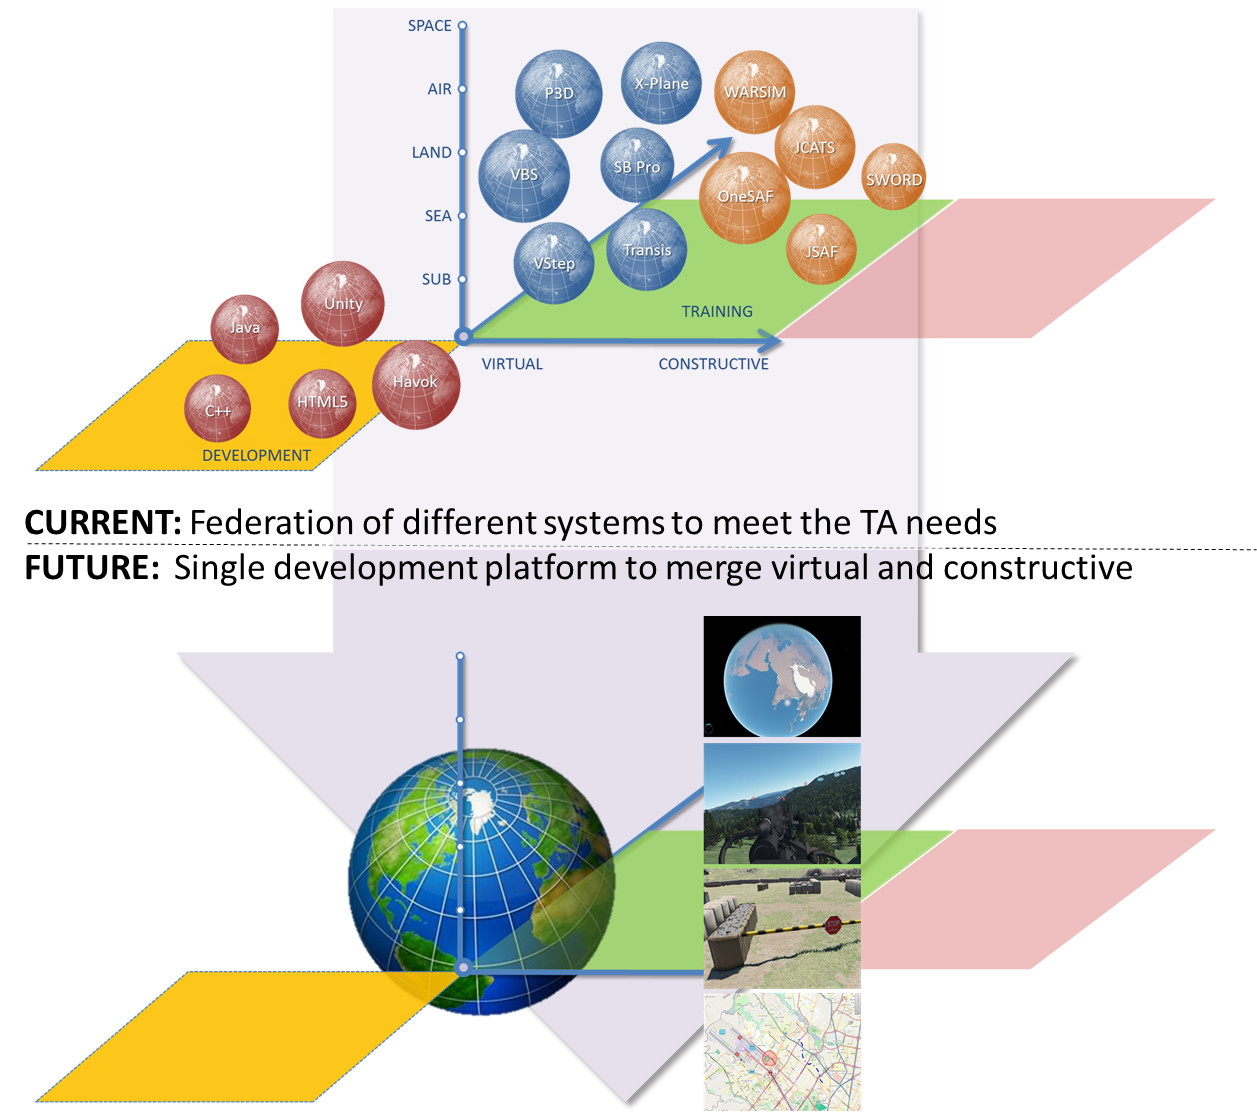 SPACE
AIR
LAND
SEA
SUB
P3D
X-Plane
WARSIM
VBS
SB Pro
JCATS
SWORD
OneSAF
VStep
Transis
JSAF
TRAINING
VIRTUAL
CONSTRUCTIVE
Java
Unity
Havok
C++
HTML5
DEVELOPMENT
CURRENT: Federation of different systems to meet the TA needs
FUTURE: Single development platform to merge virtual and constructive
STOP